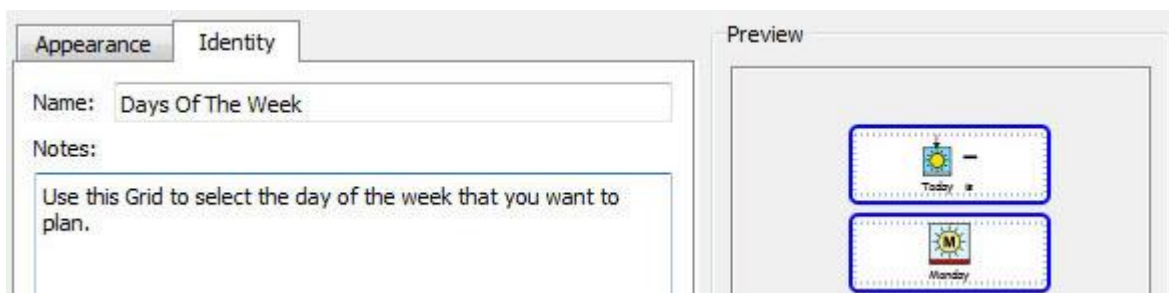 Appearance
Identity
Name: Days Of The Week
Notes:
Use this Grid to select the day of the week that you want to
plan.
Preview
Today is
M
Monday